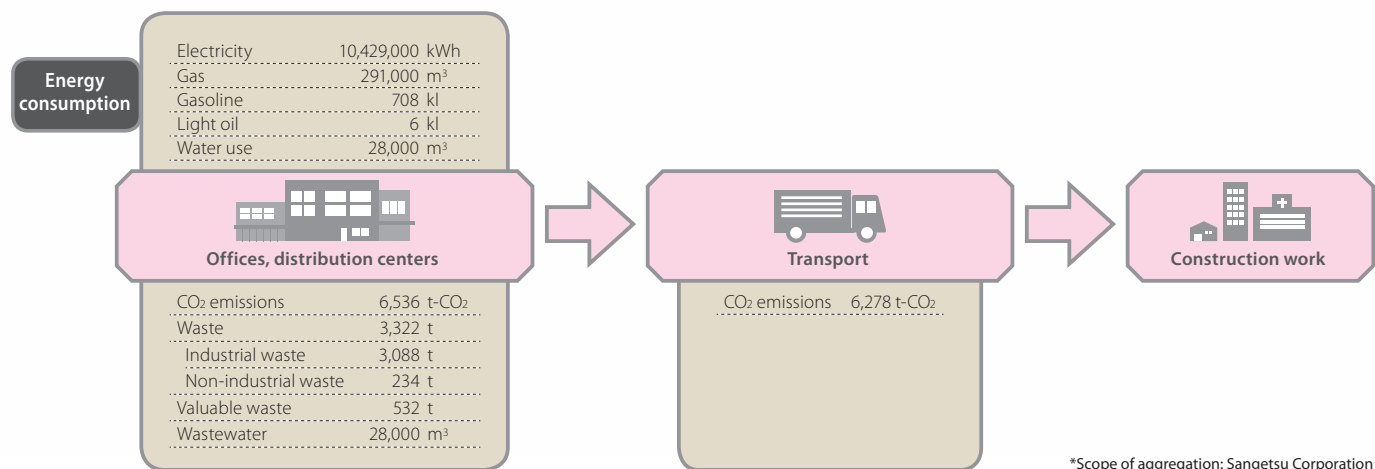 Energy
consumption
Electricity 10,429,000 kWh
Gas 291,000 m³
Gasoline 708 kl
Light oil 6 kl
Water use 28,000 m³
Offices, distribution centers
Transport
Construction work
CO₂ emissions 6,536 t-CO₂
Waste 3,322 t
Industrial waste 3,088 t
Non-industrial waste 234 t
Valuable waste 532 t
Wastewater 28,000 m³
CO₂ emissions 6,278 t-CO₂
*Scope of aggregation: Sangetsu Corporation